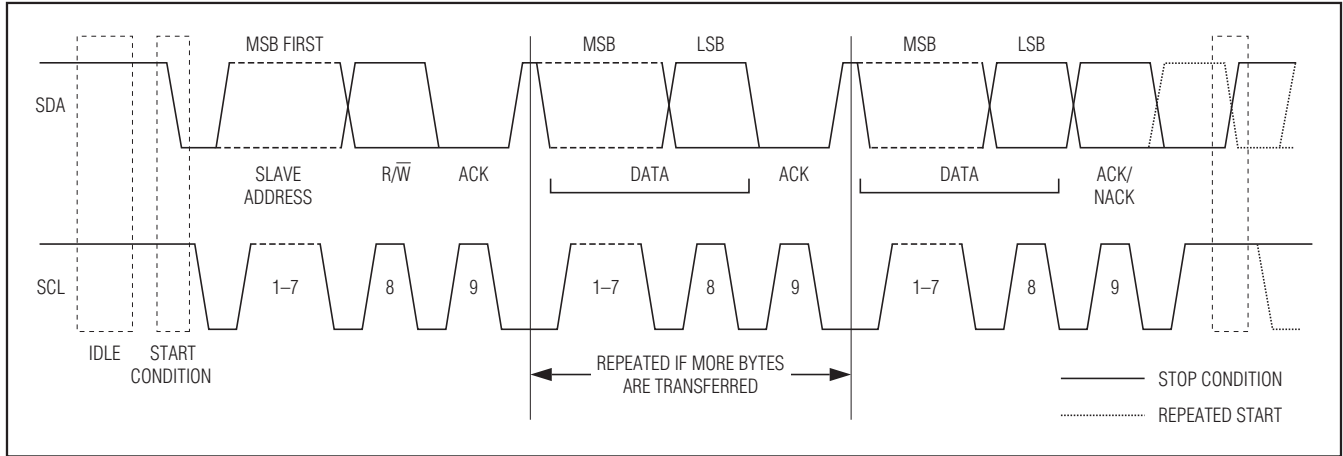 MSB FIRST
MSB
LSB
MSB
LSB
SDA
SLAVE
ADDRESS
R/W̅
ACK
DATA
ACK
DATA
ACK/
NACK
SCL
1–7
8
9
1–7
8
9
1–7
8
9
IDLE
START
CONDITION
REPEATED IF MORE BYTES
ARE TRANSFERRED
STOP CONDITION
REPEATED START